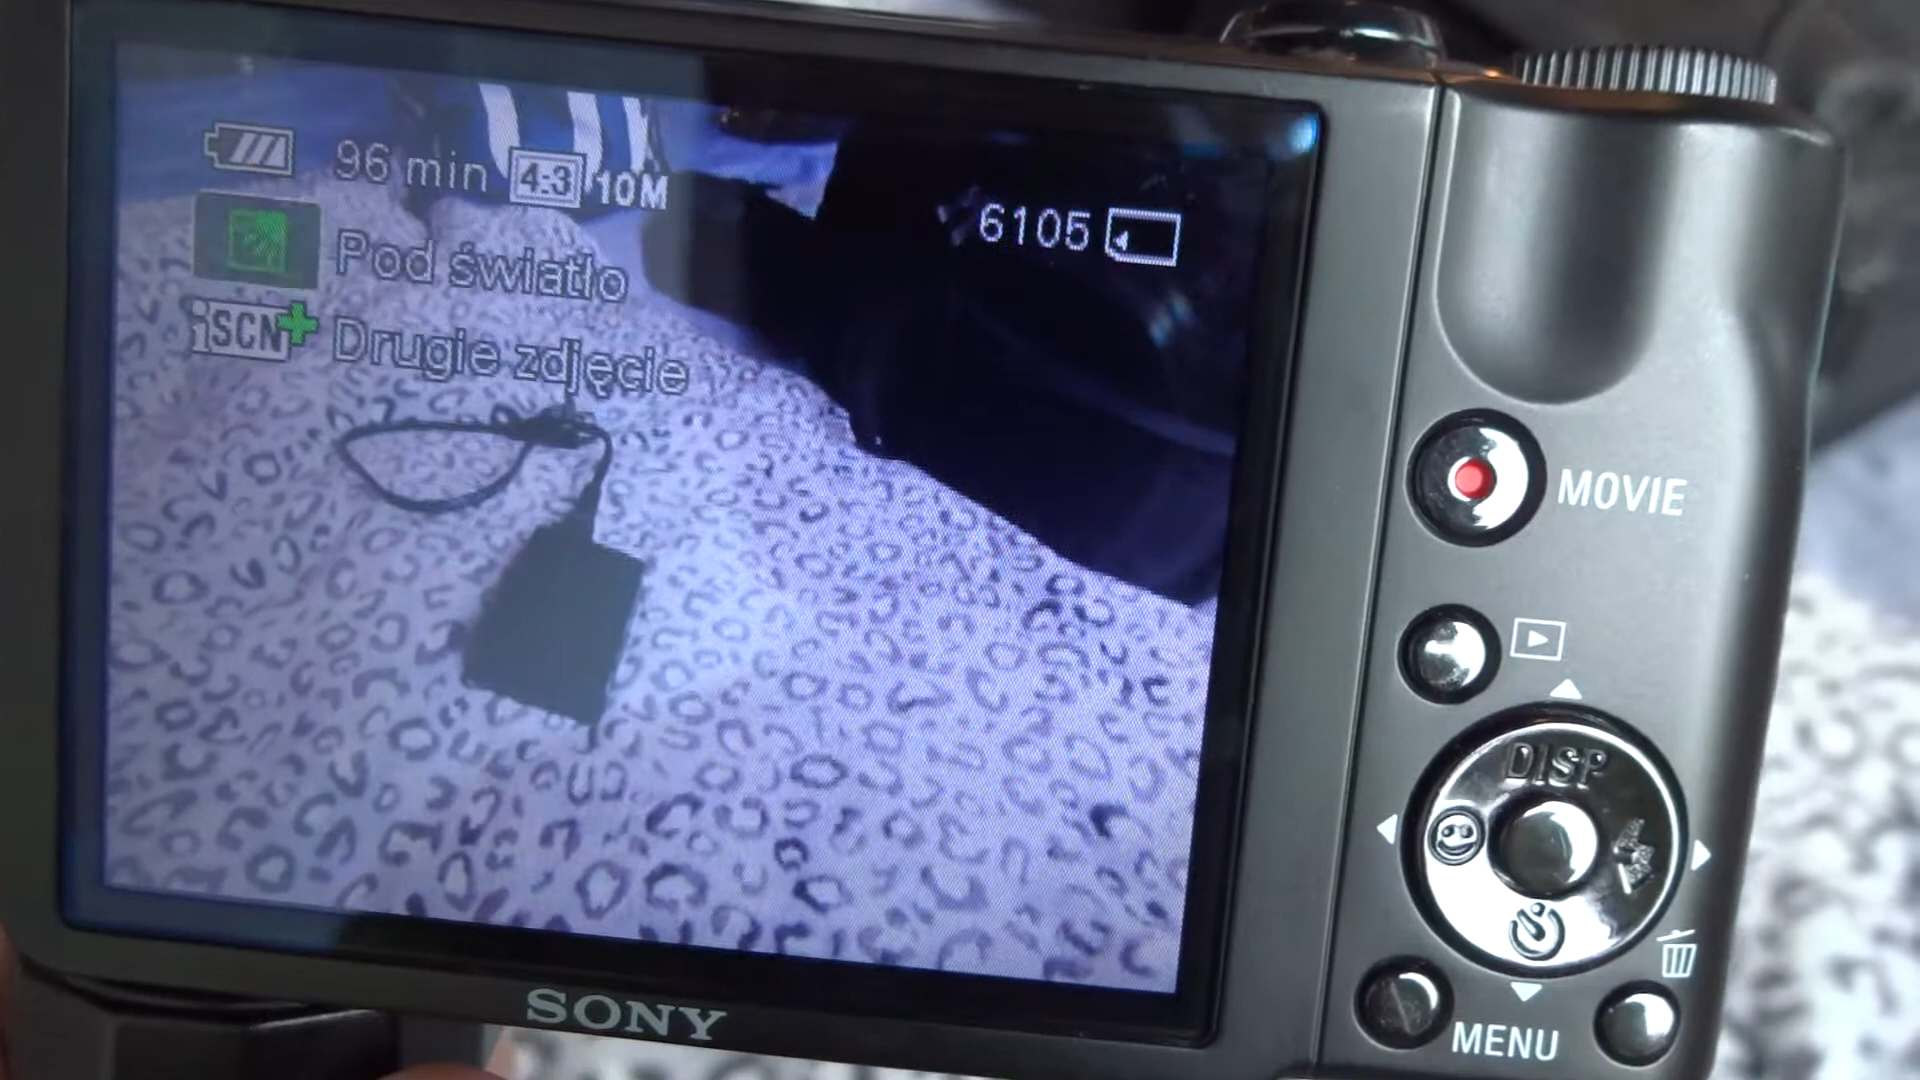 96 min 4:3 10M
6105
Pod światło
iSCN+ Drugie zdjęcie
MOVIE
DISP
MENU
SONY